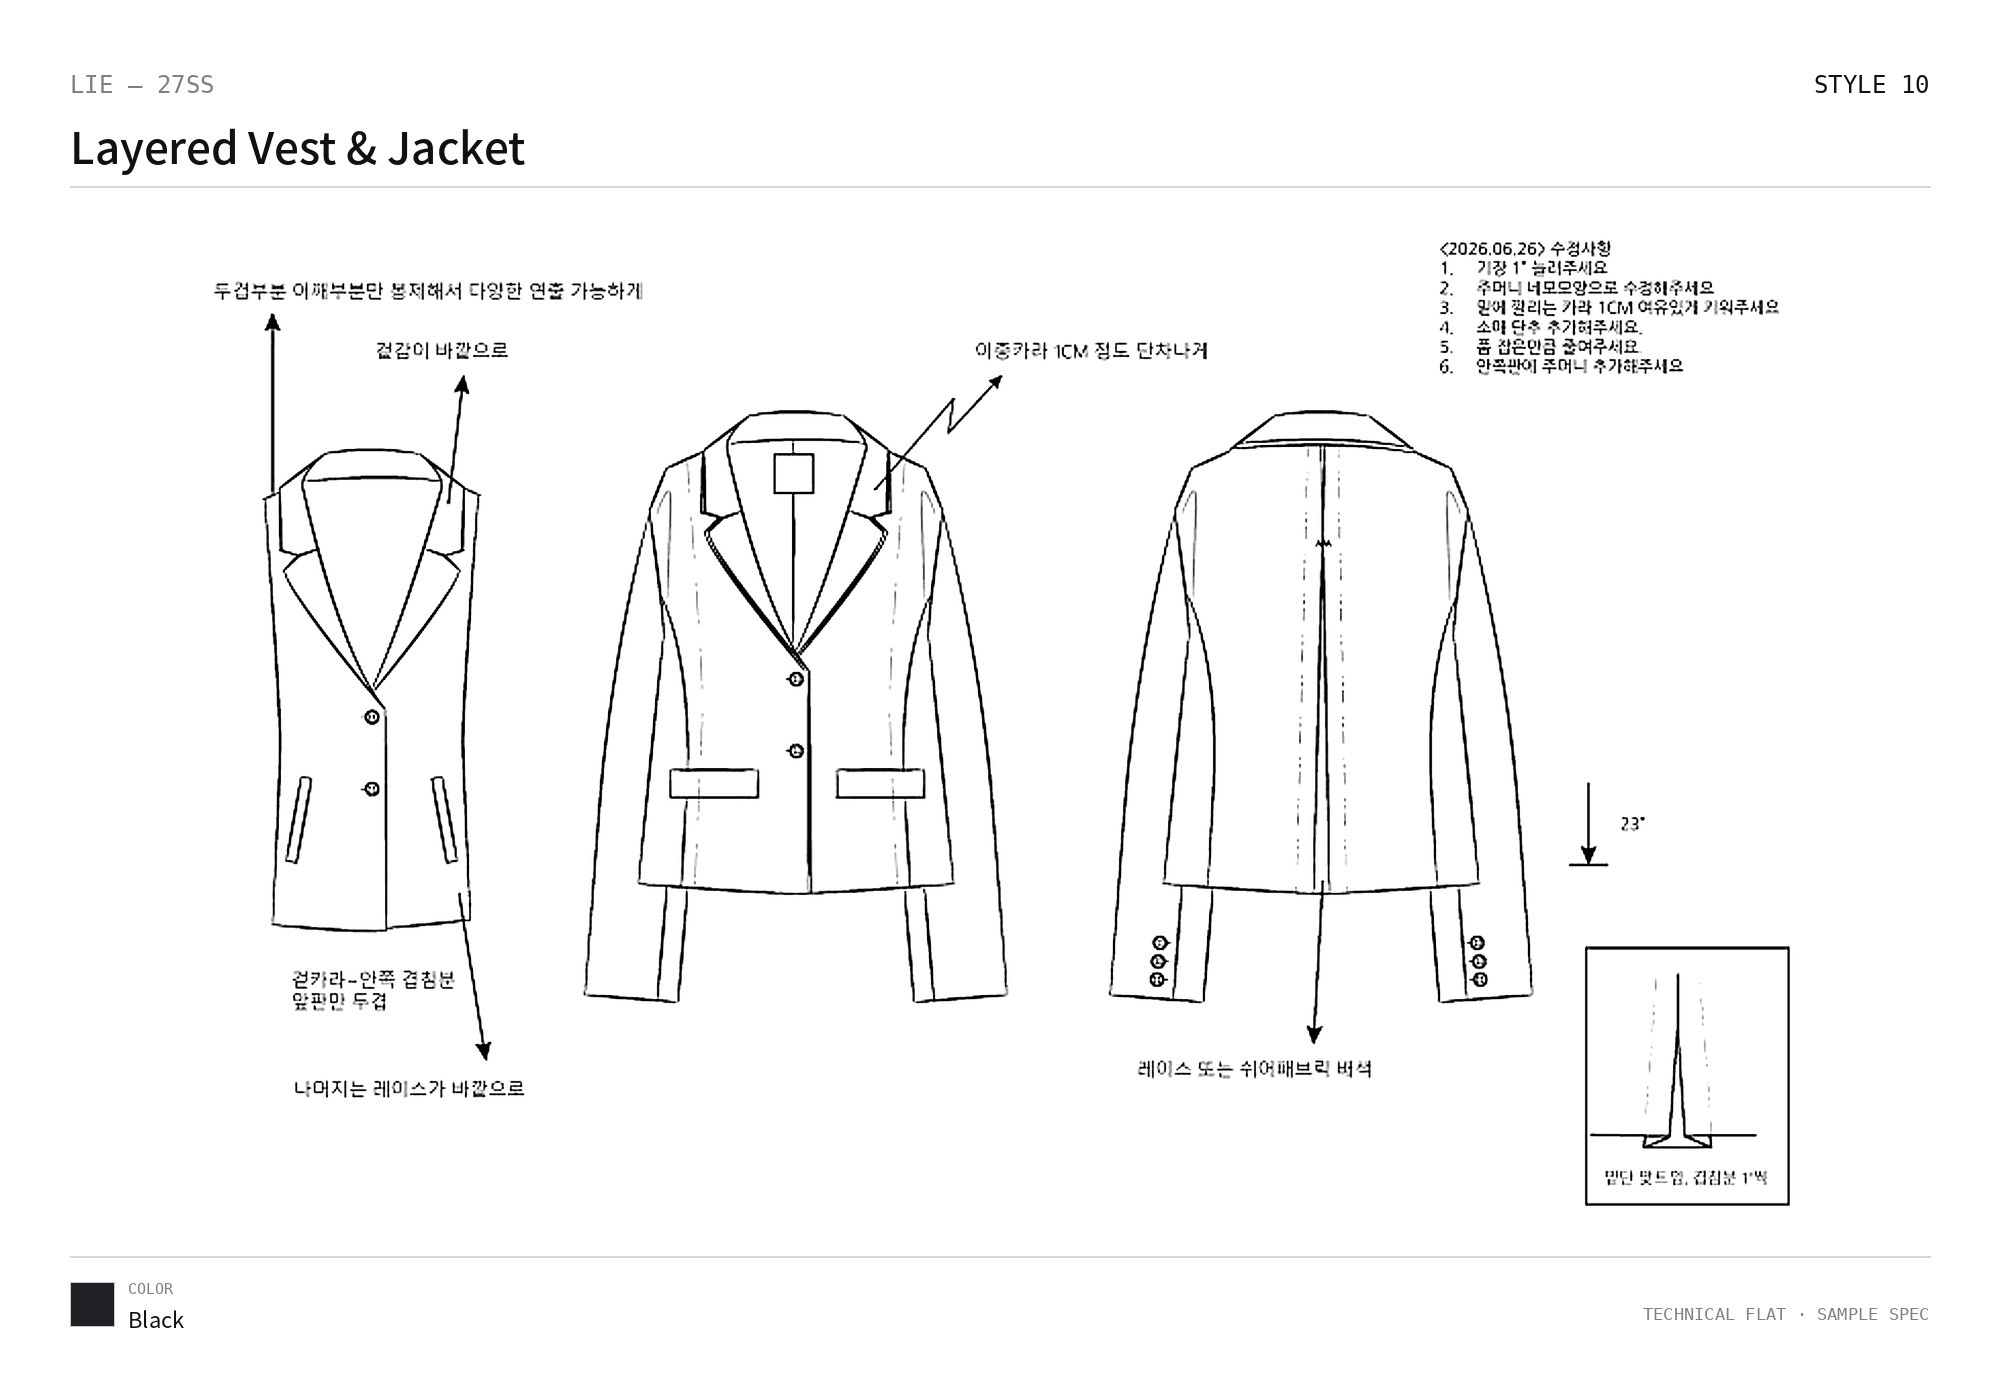 LIE — 27SS
STYLE 10
Layered Vest & Jacket
<2026.06.26> 수정사항
1. 기장 1" 늘려주세요
2. 주머니 네모모양으로 수정해주세요
3. 밑에 깔리는 카라 1CM 여유있게 키워주세요
4. 소매 단추 추가해주세요.
5. 품 잡은만큼 줄여주세요.
6. 안쪽판에 주머니 추가해주세요
두겹부분 어깨부분만 봉제해서 다양한 연출 가능하게
겉감이 바깥으로
이중카라 1CM 정도 단차나게
23"
겉카라-안쪽 겹침분
앞판만 두겹
나머지는 레이스가 바깥으로
레이스 또는 쉬어패브릭 배색
밑단 맞트임, 겹침분 1"씩
COLOR
Black
TECHNICAL FLAT · SAMPLE SPEC